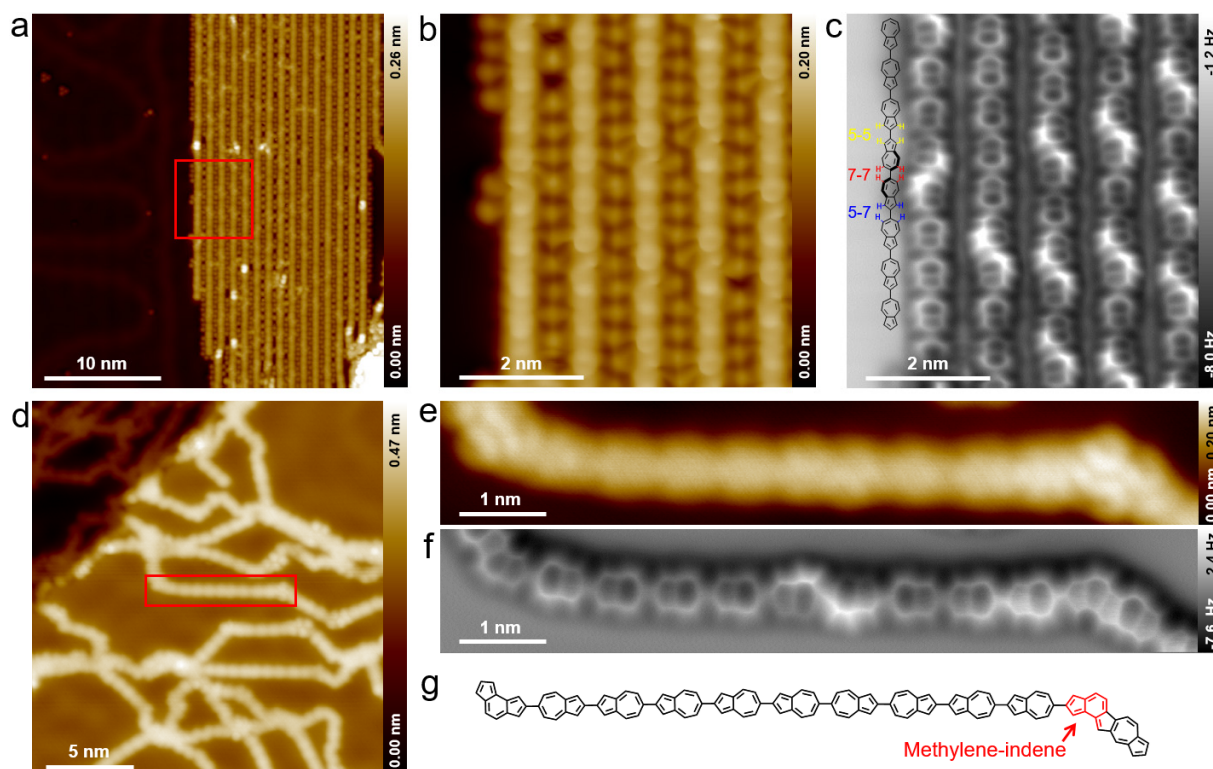 a
0.26 nm
0.00 nm
10 nm
b
0.20 nm
0.00 nm
2 nm
c
5-5
H H
H H
7-7
H H
H H
5-7
H H
H H
-1.2 Hz
-8.0 Hz
2 nm
d
0.47 nm
0.00 nm
5 nm
e
0.20 nm
0.00 nm
1 nm
f
-2.4 Hz
-7.6 Hz
1 nm
g
Methylene-indene